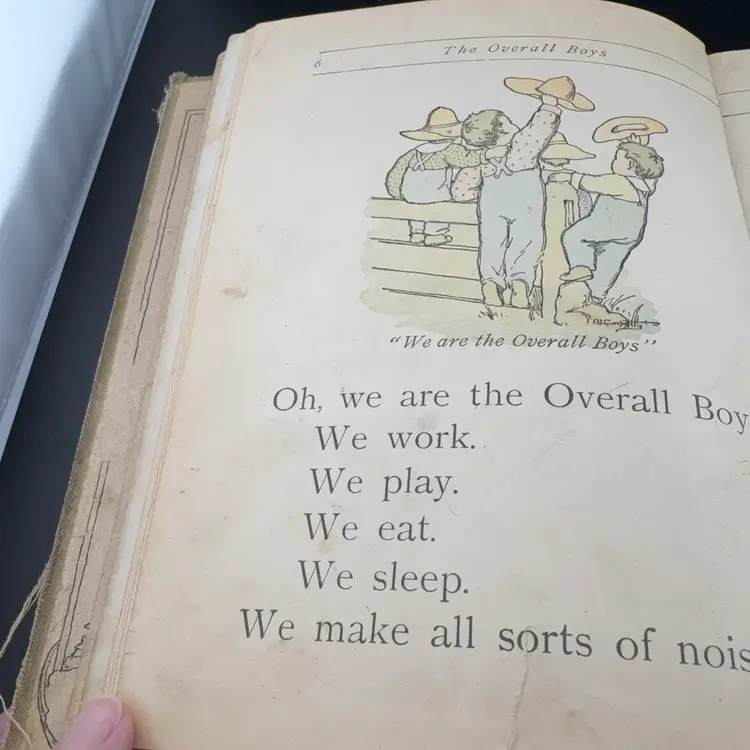 6
The Overall Boys
"We are the Overall Boys"
Oh, we are the Overall Boy
We work.
We play.
We eat.
We sleep.
We make all sorts of nois